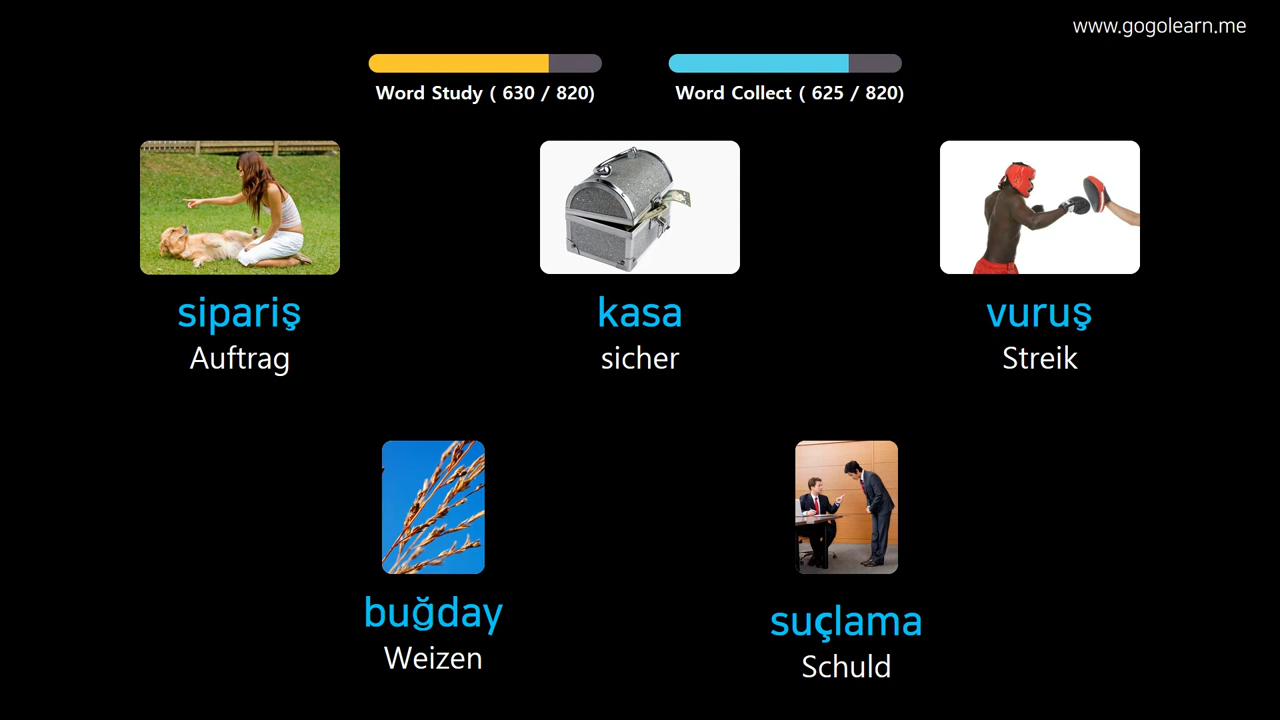 www.gogolearn.me
Word Study ( 630 / 820)
Word Collect ( 625 / 820)
sipariş
Auftrag
kasa
sicher
vuruş
Streik
buğday
Weizen
suçlama
Schuld